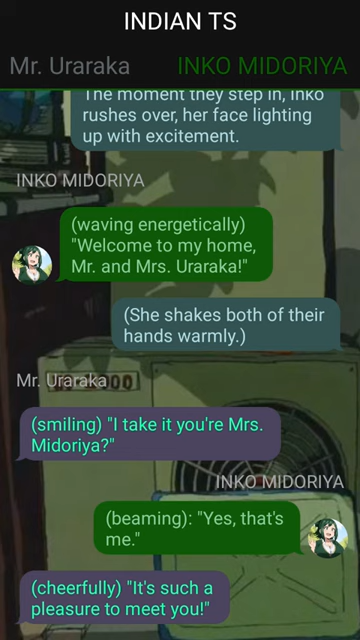 INDIAN TS
Mr. Uraraka
INKO MIDORIYA
The moment they step in, Inko
rushes over, her face lighting
up with excitement.
INKO MIDORIYA
(waving energetically)
"Welcome to my home,
Mr. and Mrs. Uraraka!"
(She shakes both of their
hands warmly.)
Mr. Uraraka
(smiling) "I take it you're Mrs.
Midoriya?"
INKO MIDORIYA
(beaming): "Yes, that's
me."
(cheerfully) "It's such a
pleasure to meet you!"